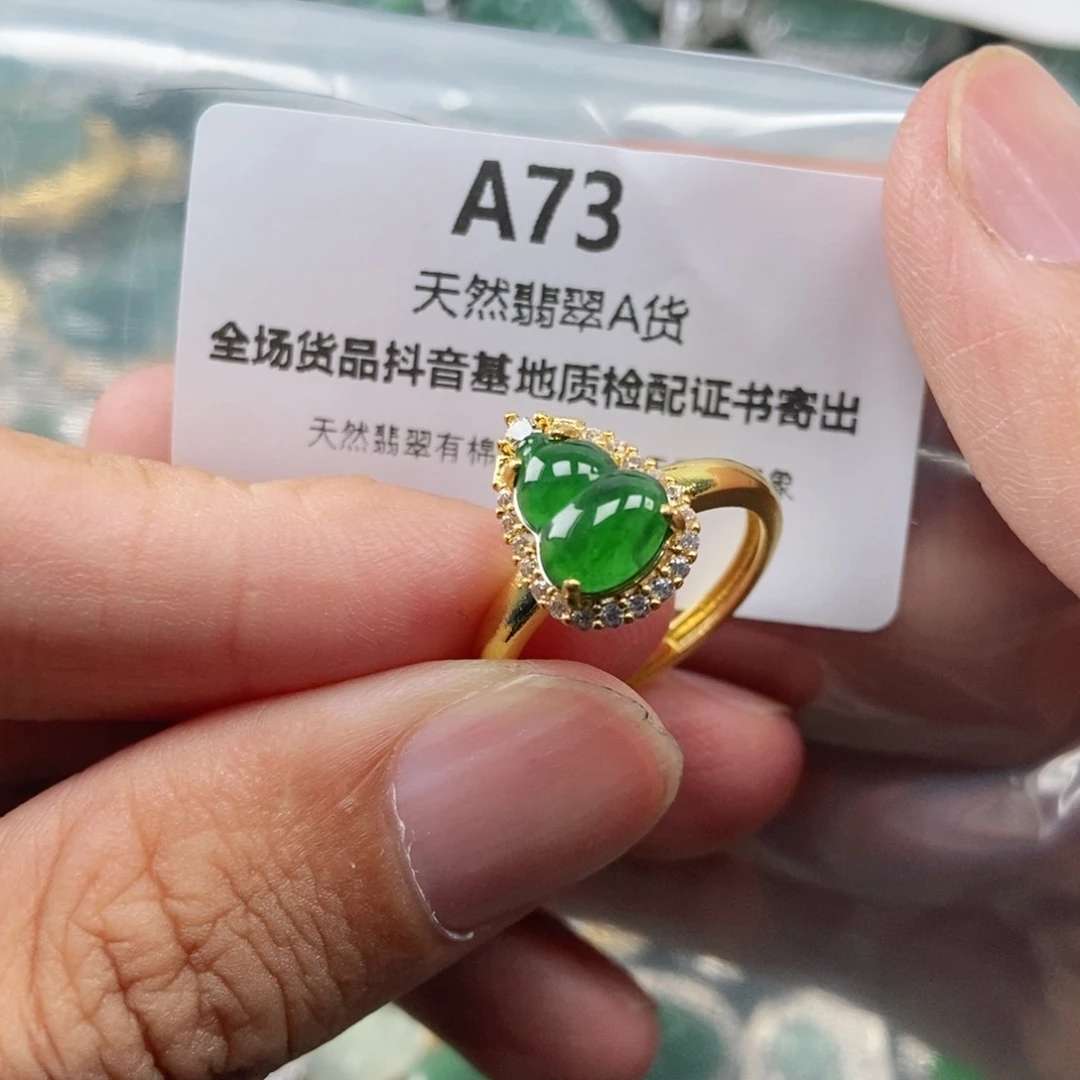 A73
天然翡翠A货
全场货品抖音基地质检配证书寄出
天然翡翠有棉 象